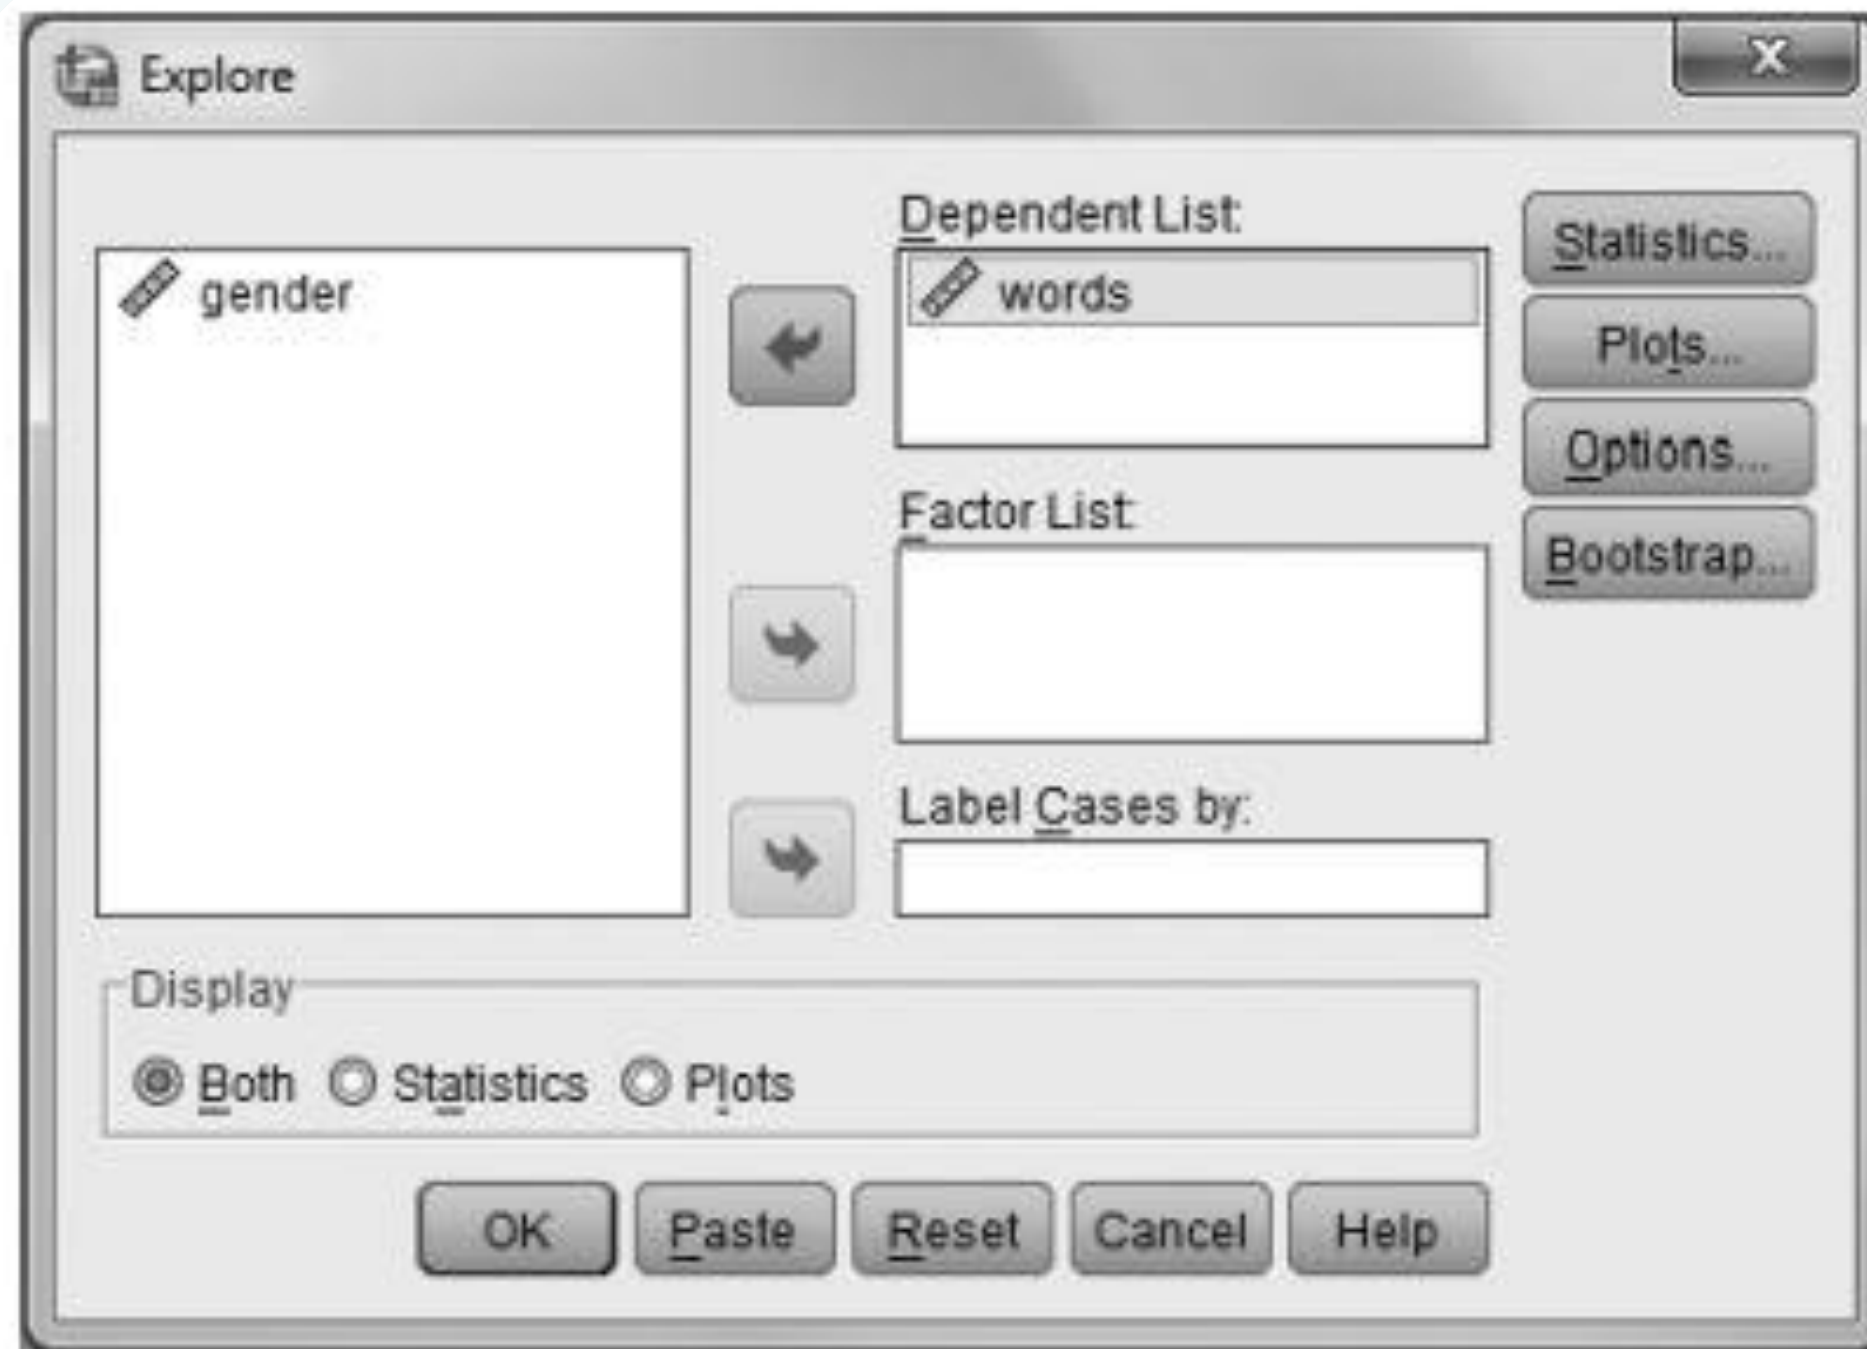 Explore
X
Dependent List:
gender
words
Statistics...
Plots...
Options...
Factor List:
Bootstrap...
Label Cases by:
Display
Both Statistics Plots
OK Paste Reset Cancel Help